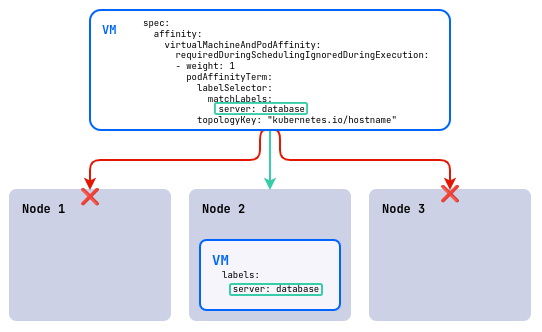 VM
spec:
  affinity:
    virtualMachineAndPodAffinity:
      requiredDuringSchedulingIgnoredDuringExecution:
      - weight: 1
        podAffinityTerm:
          labelSelector:
            matchLabels:
              server: database
          topologyKey: "kubernetes.io/hostname"
Node 1
Node 2
Node 3
VM
labels:
  server: database